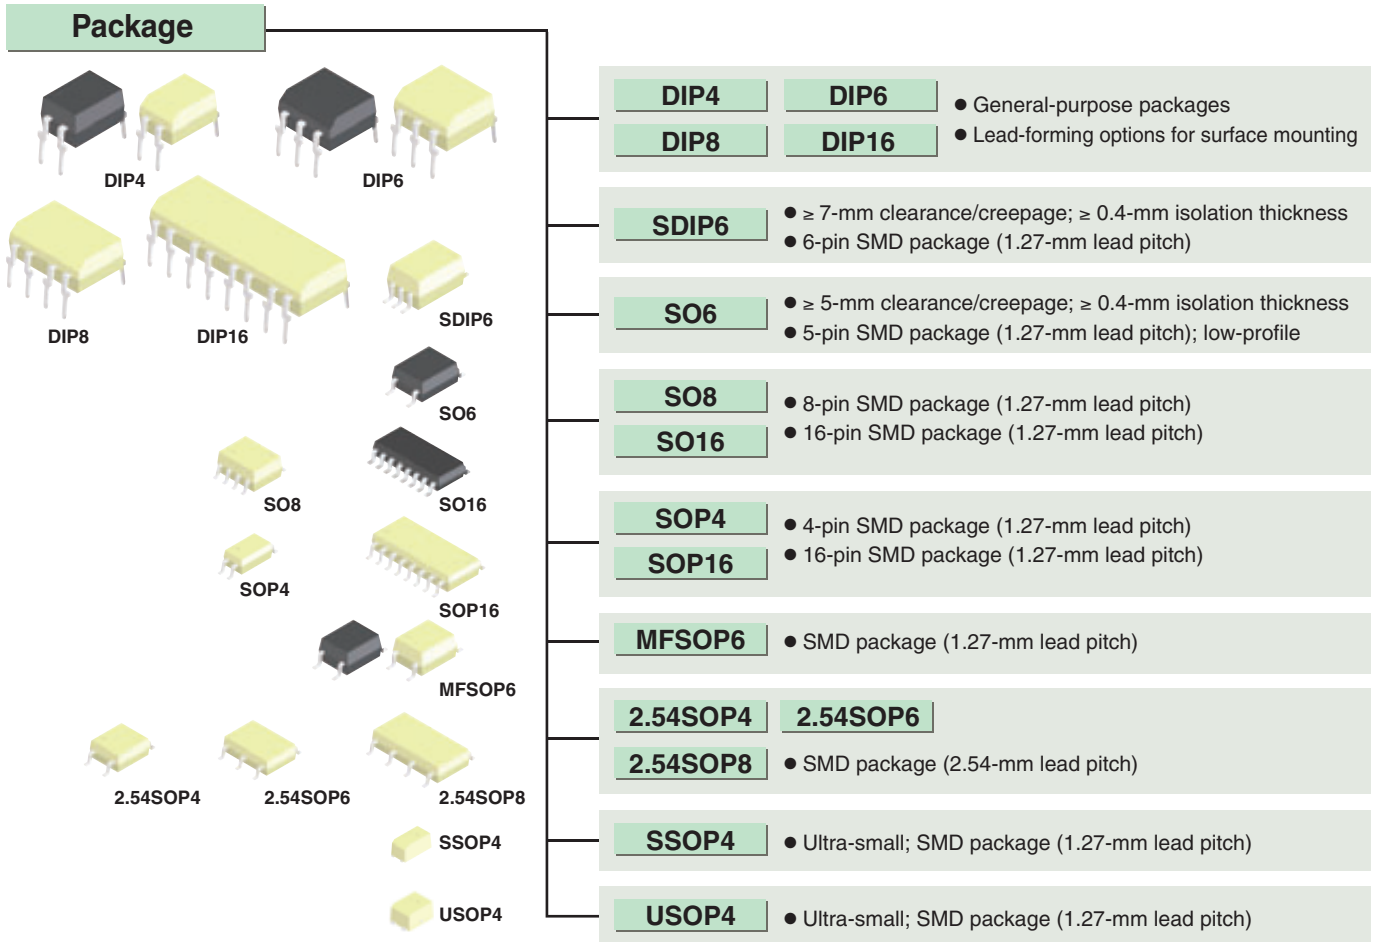 Package
DIP4
DIP6
DIP8
DIP16
SDIP6
SO6
SO8
SO16
SOP4
SOP16
MFSOP6
2.54SOP4
2.54SOP6
2.54SOP8
SSOP4
USOP4
DIP4 DIP6
DIP8 DIP16
● General-purpose packages
● Lead-forming options for surface mounting
SDIP6
● ≥ 7-mm clearance/creepage; ≥ 0.4-mm isolation thickness
● 6-pin SMD package (1.27-mm lead pitch)
SO6
● ≥ 5-mm clearance/creepage; ≥ 0.4-mm isolation thickness
● 5-pin SMD package (1.27-mm lead pitch); low-profile
SO8
SO16
● 8-pin SMD package (1.27-mm lead pitch)
● 16-pin SMD package (1.27-mm lead pitch)
SOP4
SOP16
● 4-pin SMD package (1.27-mm lead pitch)
● 16-pin SMD package (1.27-mm lead pitch)
MFSOP6
● SMD package (1.27-mm lead pitch)
2.54SOP4 2.54SOP6
2.54SOP8
● SMD package (2.54-mm lead pitch)
SSOP4
● Ultra-small; SMD package (1.27-mm lead pitch)
USOP4
● Ultra-small; SMD package (1.27-mm lead pitch)